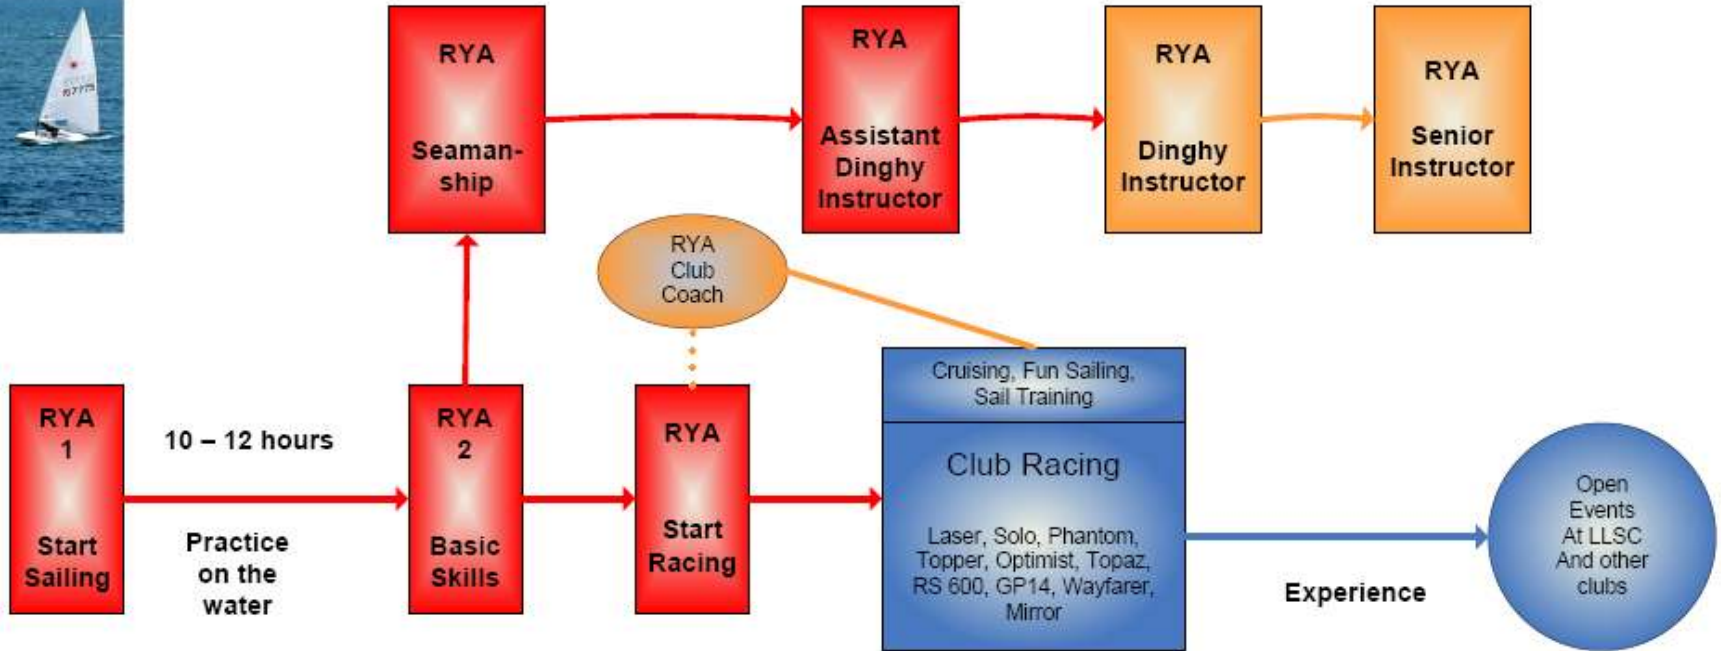 RYA
Seaman-
ship
RYA
Assistant
Dinghy
Instructor
RYA
Dinghy
Instructor
RYA
Senior
Instructor
RYA
Club
Coach
RYA
1
Start
Sailing
10 – 12 hours
Practice
on the
water
RYA
2
Basic
Skills
RYA
Start
Racing
Cruising, Fun Sailing,
Sail Training
Club Racing
Laser, Solo, Phantom,
Topper, Optimist, Topaz,
RS 600, GP14, Wayfarer,
Mirror
Experience
Open
Events
At LLSC
And other
clubs